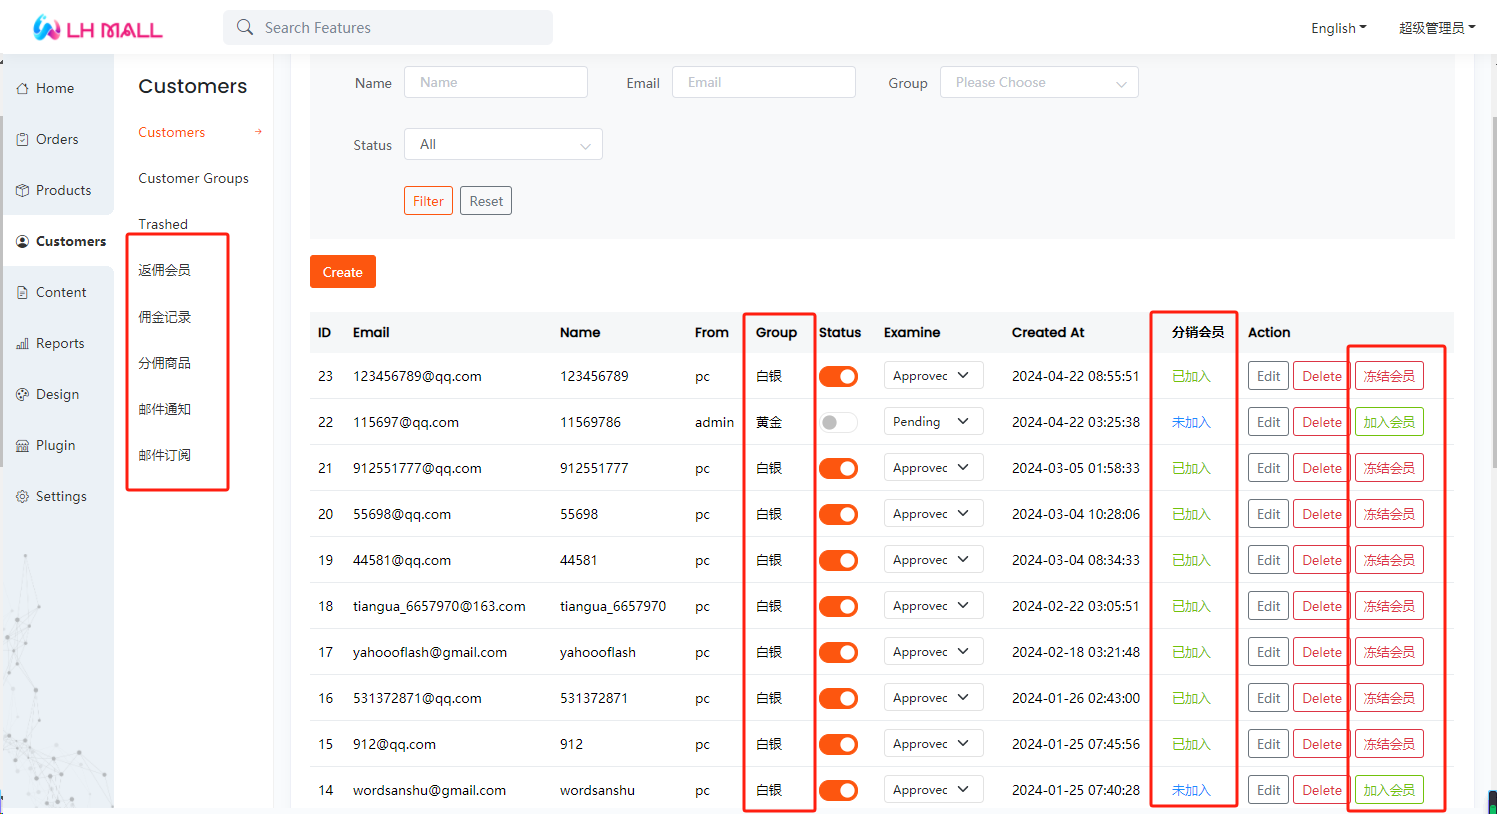 LH MALL
Search Features
English
超级管理员
Home
Orders
Products
Customers
Content
Reports
Design
Plugin
Settings
Customers
Customers
Customer Groups
Trashed
返佣会员
佣金记录
分佣商品
邮件通知
邮件订阅
Name Name Email Email Group Please Choose
Status All
Filter Reset
Create
ID Email Name From Group Status Examine Created At 分销会员 Action
23 123456789@qq.com 123456789 pc 白银 Approvec 2024-04-22 08:55:51 已加入 Edit Delete 冻结会员
22 115697@qq.com 11569786 admin 黄金 Pending 2024-04-22 03:25:38 未加入 Edit Delete 加入会员
21 912551777@qq.com 912551777 pc 白银 Approvec 2024-03-05 01:58:33 已加入 Edit Delete 冻结会员
20 55698@qq.com 55698 pc 白银 Approvec 2024-03-04 10:28:06 已加入 Edit Delete 冻结会员
19 44581@qq.com 44581 pc 白银 Approvec 2024-03-04 08:34:33 已加入 Edit Delete 冻结会员
18 tiangua_6657970@163.com tiangua_6657970 pc 白银 Approvec 2024-02-22 03:05:51 已加入 Edit Delete 冻结会员
17 yahoooflash@gmail.com yahoooflash pc 白银 Approvec 2024-02-18 03:21:48 已加入 Edit Delete 冻结会员
16 531372871@qq.com 531372871 pc 白银 Approvec 2024-01-26 02:43:00 已加入 Edit Delete 冻结会员
15 912@qq.com 912 pc 白银 Approvec 2024-01-25 07:45:56 已加入 Edit Delete 冻结会员
14 wordsanshu@gmail.com wordsanshu pc 白银 Approvec 2024-01-25 07:40:28 未加入 Edit Delete 加入会员